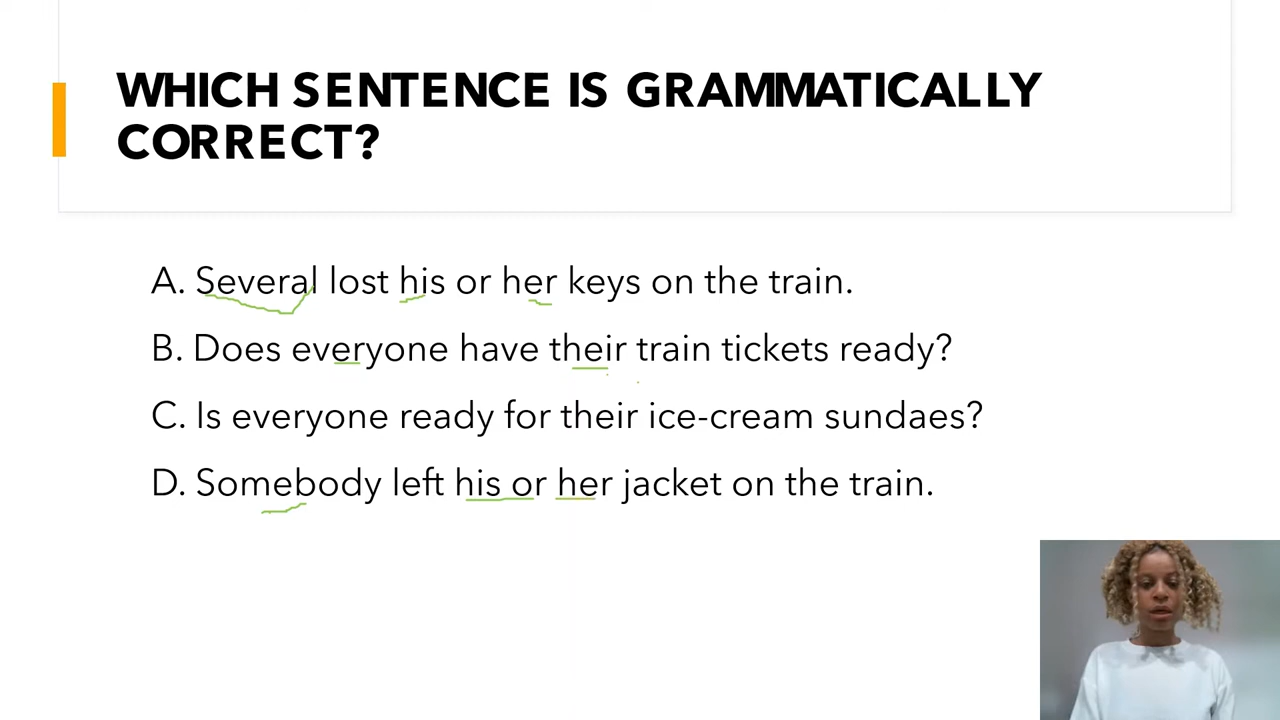 WHICH SENTENCE IS GRAMMATICALLY
CORRECT?
A. Several lost his or her keys on the train.
B. Does everyone have their train tickets ready?
C. Is everyone ready for their ice-cream sundaes?
D. Somebody left his or her jacket on the train.